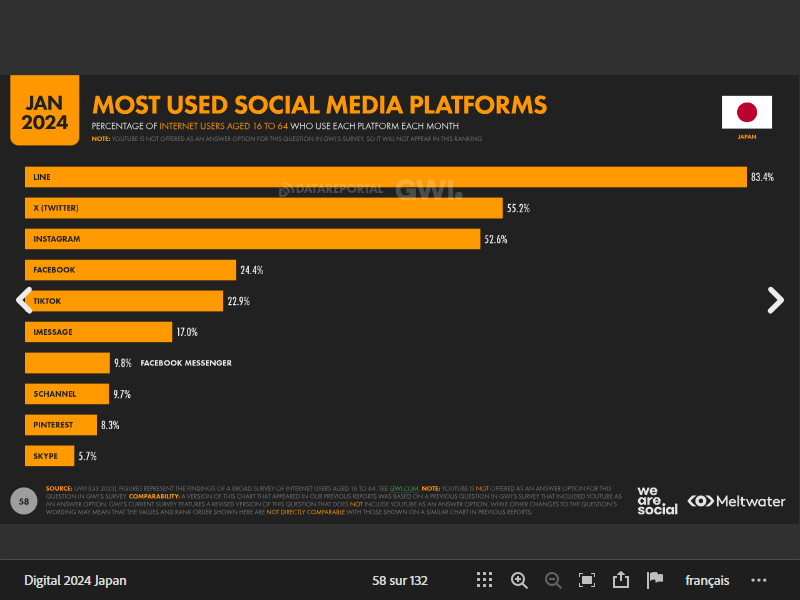 JAN
2024
MOST USED SOCIAL MEDIA PLATFORMS
PERCENTAGE OF INTERNET USERS AGED 16 TO 64 WHO USE EACH PLATFORM EACH MONTH
NOTE: YOUTUBE IS NOT OFFERED AS AN ANSWER OPTION FOR THIS QUESTION IN GWI'S SURVEY, SO IT WILL NOT APPEAR IN THIS RANKING
JAPAN
LINE 83.4%
DATAREPORTAL GWI.
X (TWITTER) 55.2%
INSTAGRAM 52.6%
FACEBOOK 24.4%
TIKTOK 22.9%
IMESSAGE 17.0%
9.8% FACEBOOK MESSENGER
5CHANNEL 9.7%
PINTEREST 8.3%
SKYPE 5.7%
58
SOURCE: GWI (Q3 2023). FIGURES REPRESENT THE FINDINGS OF A BROAD SURVEY OF INTERNET USERS AGED 16 TO 64. SEE GWI.COM. NOTE: YOUTUBE IS NOT OFFERED AS AN ANSWER OPTION FOR THIS
QUESTION IN GWI'S SURVEY. COMPARABILITY: A VERSION OF THIS CHART THAT APPEARED IN OUR PREVIOUS REPORTS WAS BASED ON A PREVIOUS QUESTION IN GWI'S SURVEY THAT INCLUDED YOUTUBE AS
AN ANSWER OPTION. GWI'S CURRENT SURVEY FEATURES A REVISED VERSION OF THIS QUESTION THAT DOES NOT INCLUDE YOUTUBE AS AN ANSWER OPTION, WHILE OTHER CHANGES TO THE QUESTION'S
WORDING MAY MEAN THAT THE VALUES AND RANK ORDER SHOWN HERE ARE NOT DIRECTLY COMPARABLE WITH THOSE SHOWN ON A SIMILAR CHART IN PREVIOUS REPORTS.
we
are.
social
Meltwater
Digital 2024 Japan
58 sur 132
français